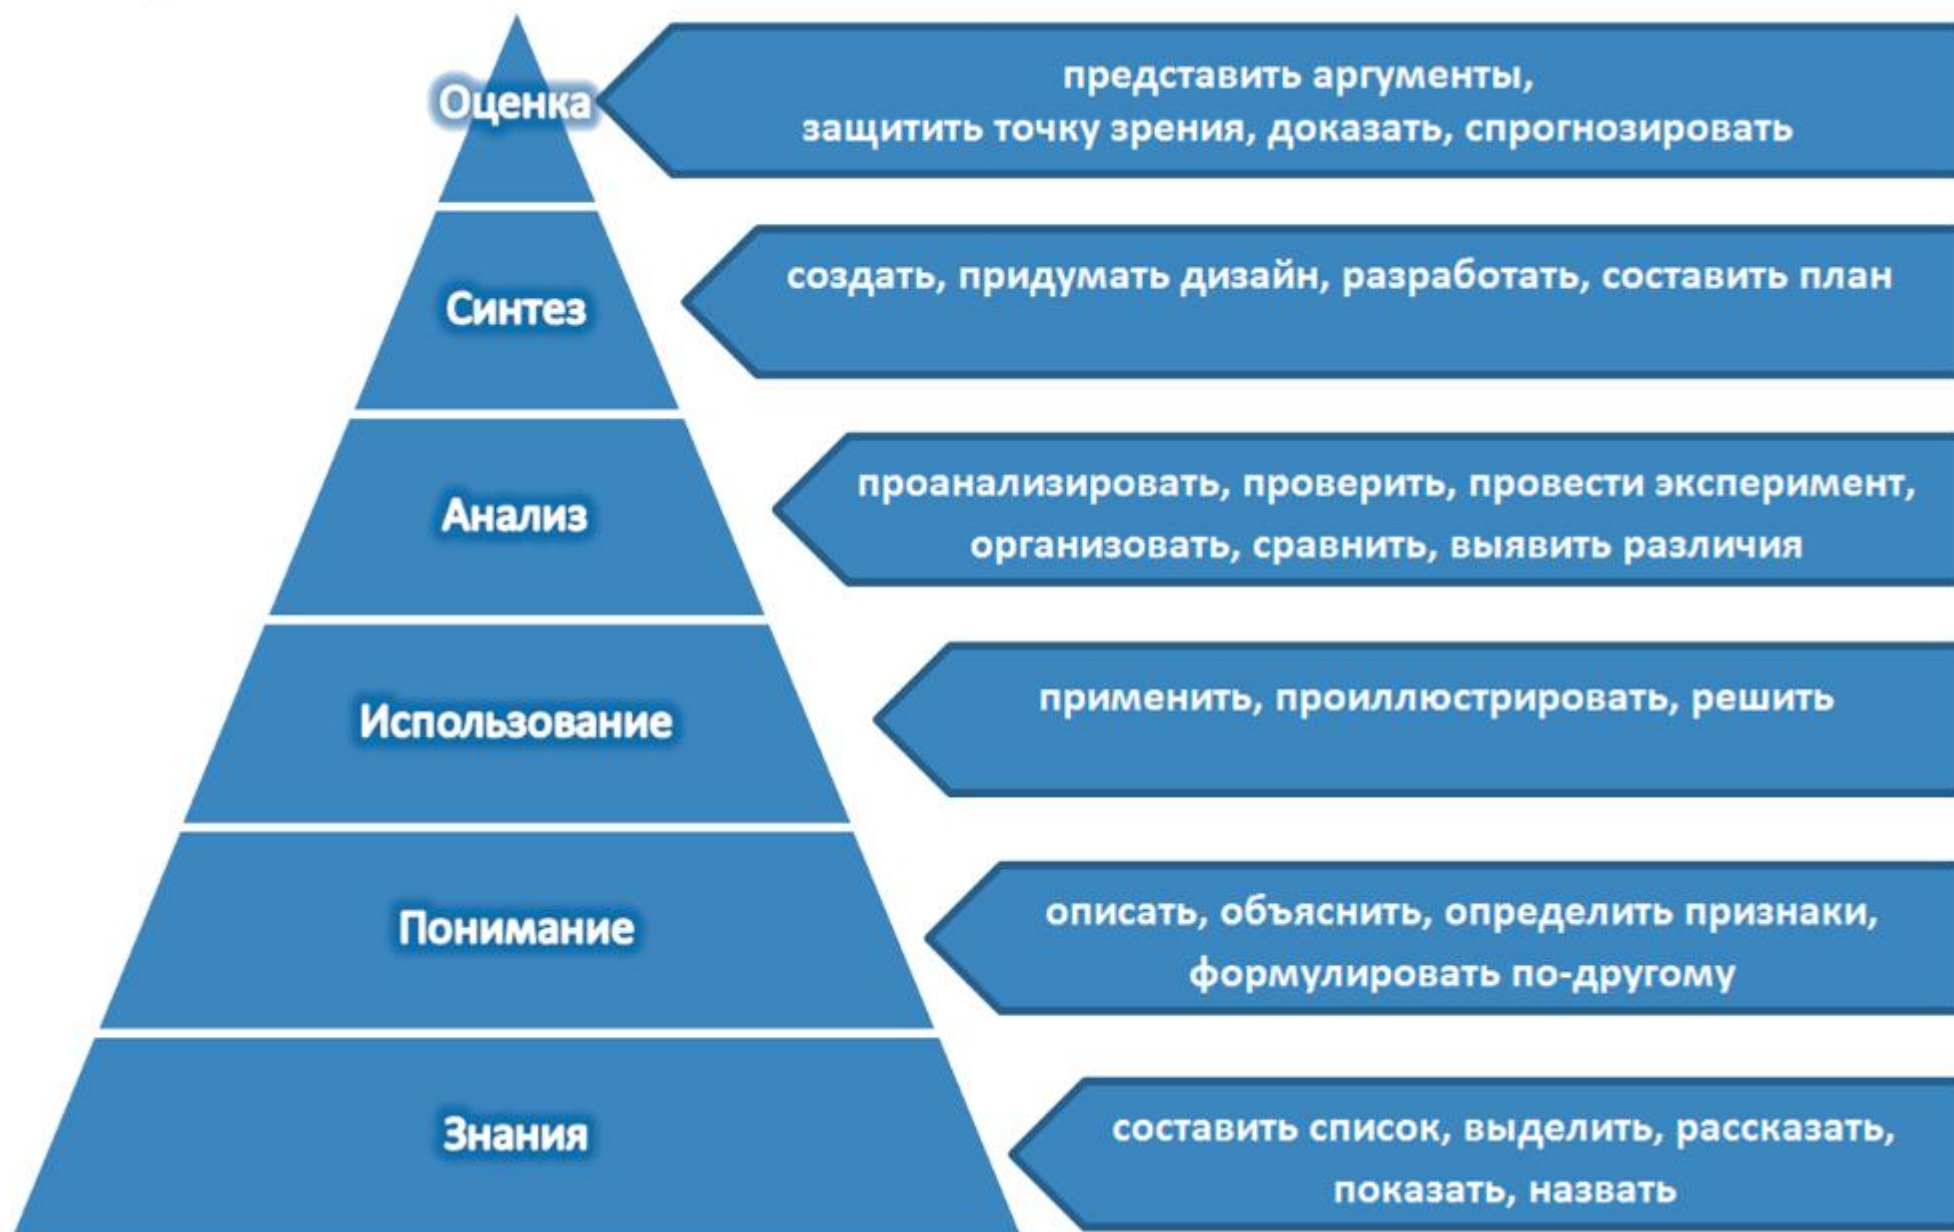 Оценка
представить аргументы,
защитить точку зрения, доказать, спрогнозировать
Синтез
создать, придумать дизайн, разработать, составить план
Анализ
проанализировать, проверить, провести эксперимент,
организовать, сравнить, выявить различия
Использование
применить, проиллюстрировать, решить
Понимание
описать, объяснить, определить признаки,
формулировать по-другому
Знания
составить список, выделить, рассказать,
показать, назвать